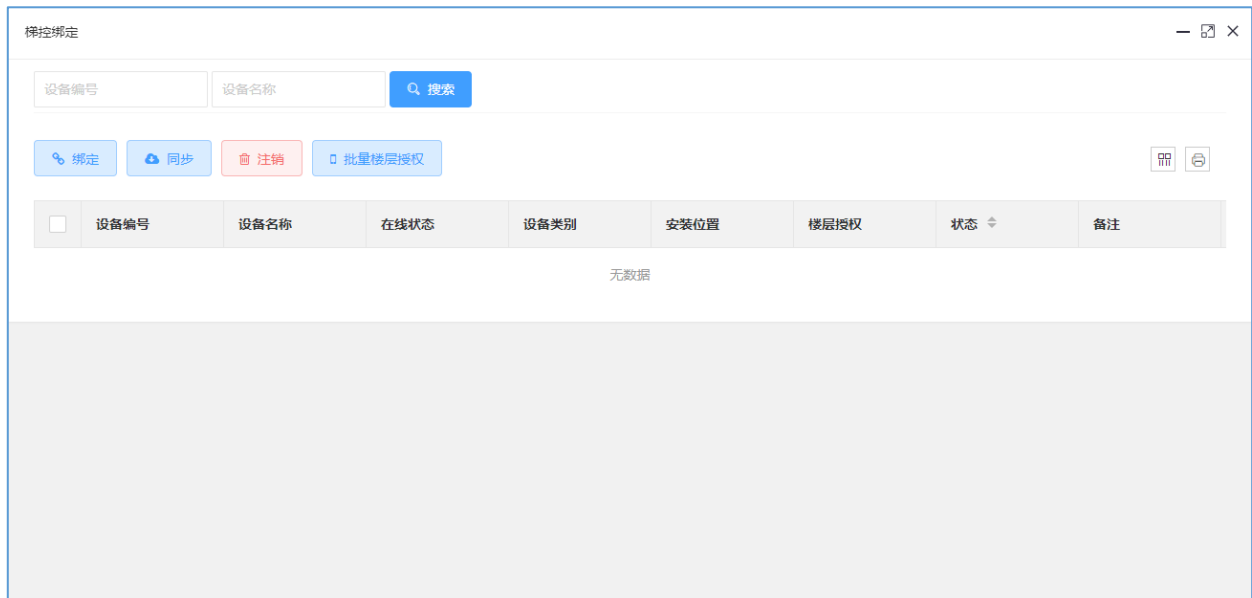 梯控绑定
设备编号 设备名称 搜索
绑定 同步 注销 批量楼层授权
设备编号 设备名称 在线状态 设备类别 安装位置 楼层授权 状态 备注
无数据